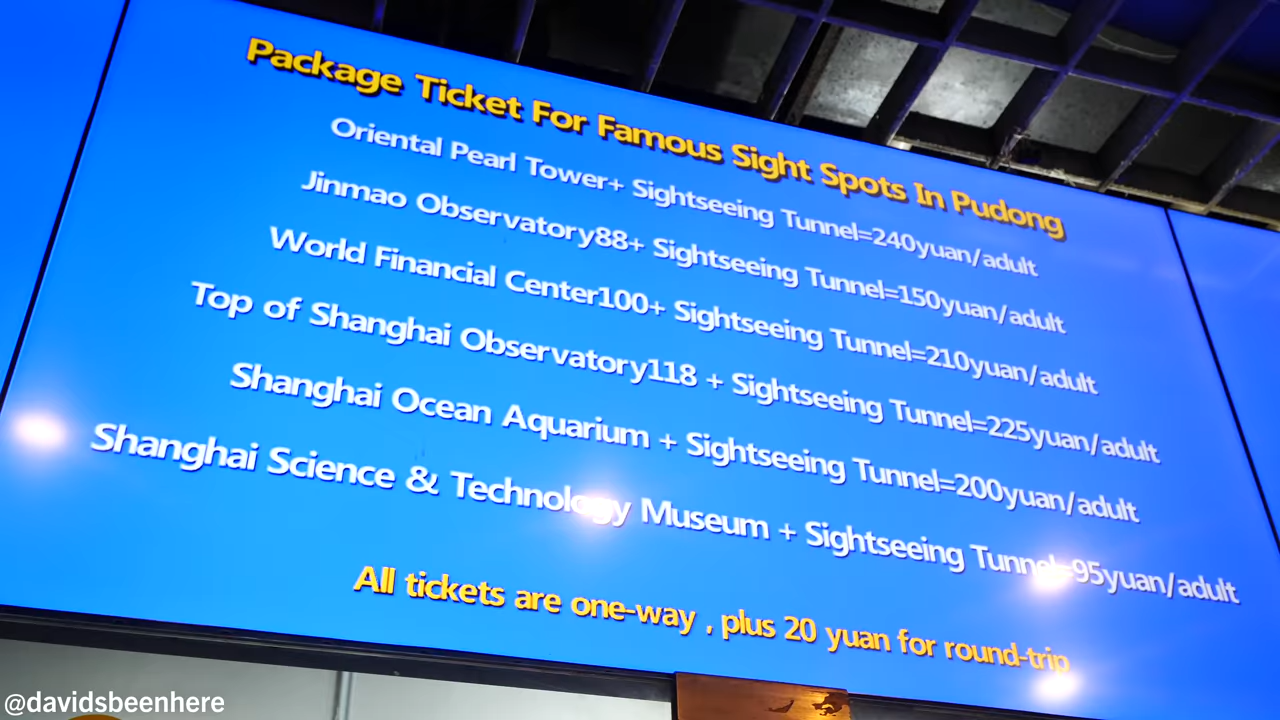 Package Ticket For Famous Sight Spots In Pudong
Oriental Pearl Tower+ Sightseeing Tunnel=240yuan/adult
Jinmao Observatory88+ Sightseeing Tunnel=150yuan/adult
World Financial Center100+ Sightseeing Tunnel=210yuan/adult
Top of Shanghai Observatory118 + Sightseeing Tunnel=225yuan/adult
Shanghai Ocean Aquarium + Sightseeing Tunnel=200yuan/adult
Shanghai Science & Technology Museum + Sightseeing Tunnel=95yuan/adult
All tickets are one-way , plus 20 yuan for round-trip
@davidsbeenhere